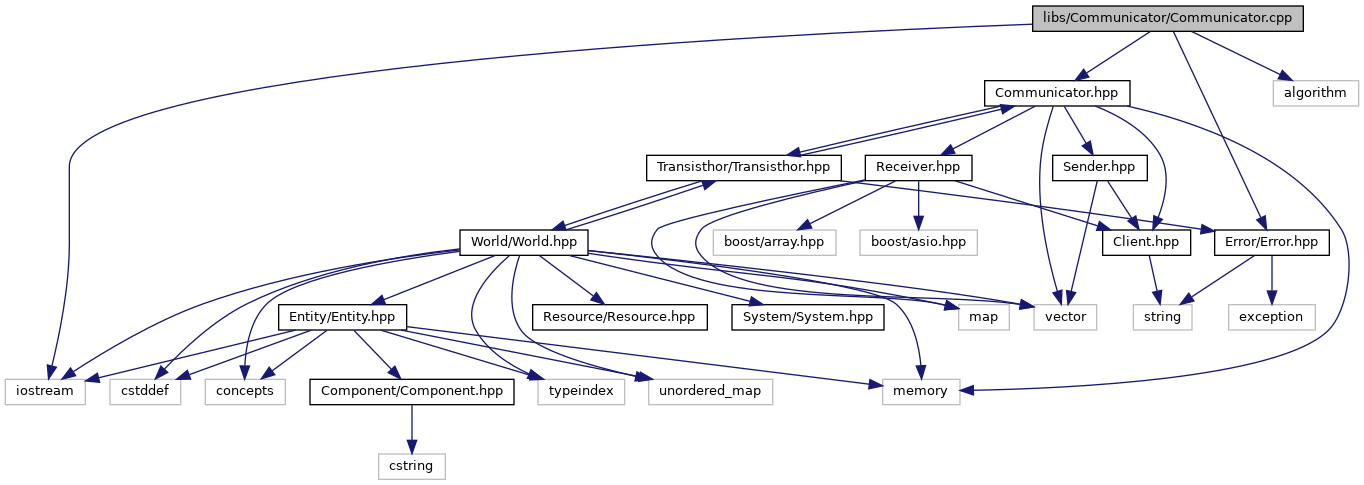 libs/Communicator/Communicator.cpp
Communicator.hpp
algorithm
Transisthor/Transisthor.hpp
Receiver.hpp
Sender.hpp
World/World.hpp
boost/array.hpp
boost/asio.hpp
Client.hpp
Error/Error.hpp
Entity/Entity.hpp
Resource/Resource.hpp
System/System.hpp
map
vector
string
exception
iostream
cstddef
concepts
Component/Component.hpp
typeindex
unordered_map
memory
cstring